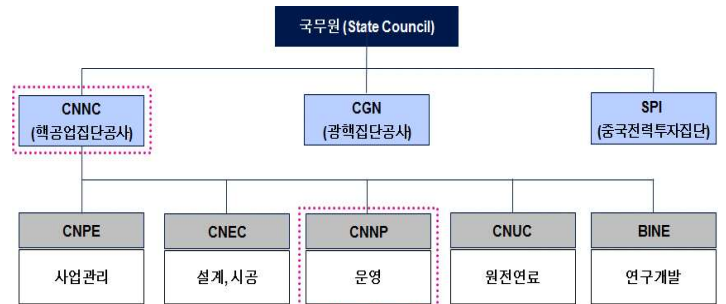 국무원 (State Council)
CNNC
(핵공업집단공사)
CGN
(광핵집단공사)
SPI
(중국전력투자집단)
CNPE
CNEC
CNNP
CNUC
BINE
사업관리
설계, 시공
운영
원전연료
연구개발